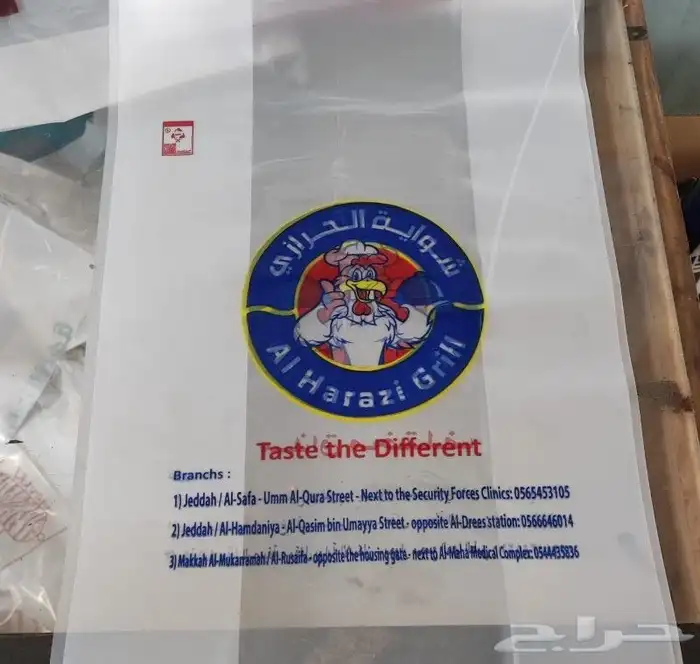 شواية الحرازي
Al Harazi Grill
Taste the Different
Branchs :
1) Jeddah / Al-Safa - Umm Al-Qura Street - Next to the Security Forces Clinics: 0565453105
2) Jeddah / Al-Hamdaniya - Al-Qasim bin Umayya Street - opposite Al-Drees station: 0566646014
3) Makkah Al-Mukarramah / Al-Rusaifa - opposite the housing gate - next to Al-Maha Medical Complex: 0544435836
حراج